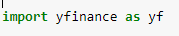 import yfinance as yf